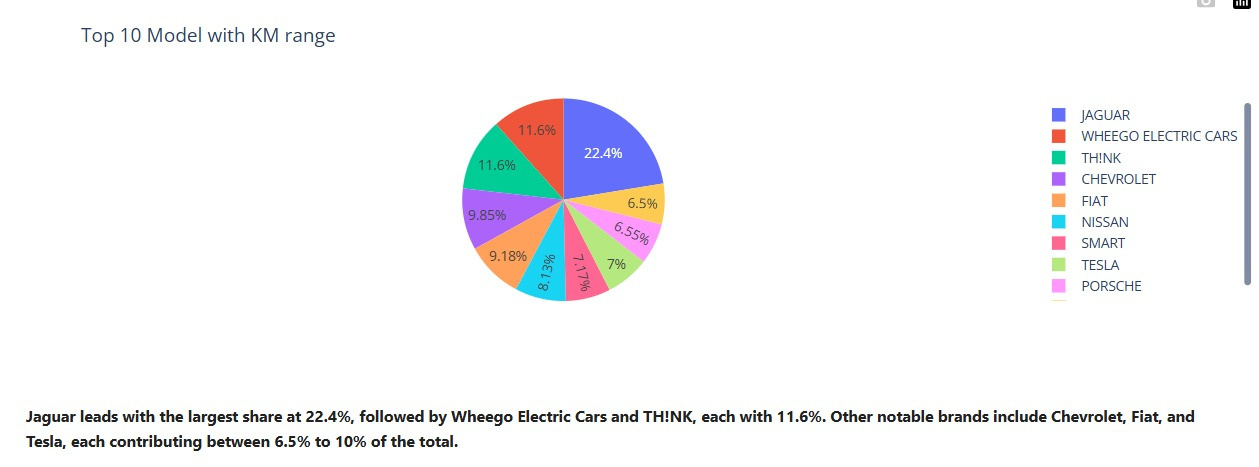 Top 10 Model with KM range
22.4%
11.6%
11.6%
9.85%
9.18%
8.13%
7.17%
7%
6.55%
6.5%
JAGUAR
WHEEGO ELECTRIC CARS
TH!NK
CHEVROLET
FIAT
NISSAN
SMART
TESLA
PORSCHE
Jaguar leads with the largest share at 22.4%, followed by Wheego Electric Cars and TH!NK, each with 11.6%. Other notable brands include Chevrolet, Fiat, and
Tesla, each contributing between 6.5% to 10% of the total.